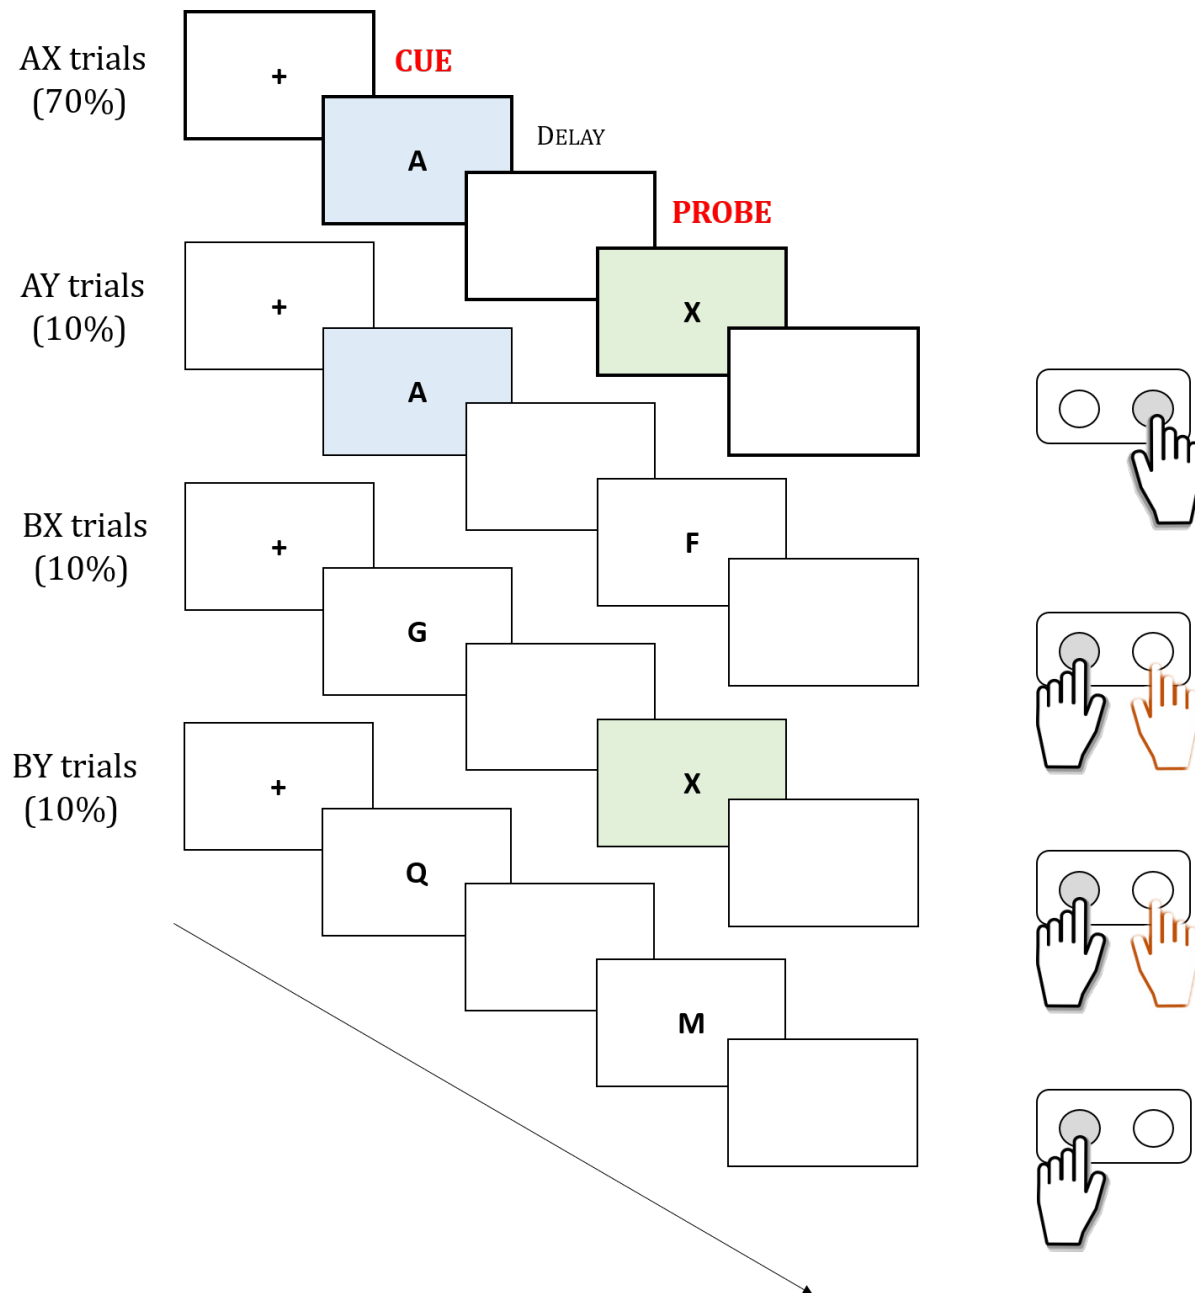 AX trials
(70%)
+
CUE
A
DELAY
PROBE
X
AY trials
(10%)
+
A
F
BX trials
(10%)
+
G
X
BY trials
(10%)
+
Q
M